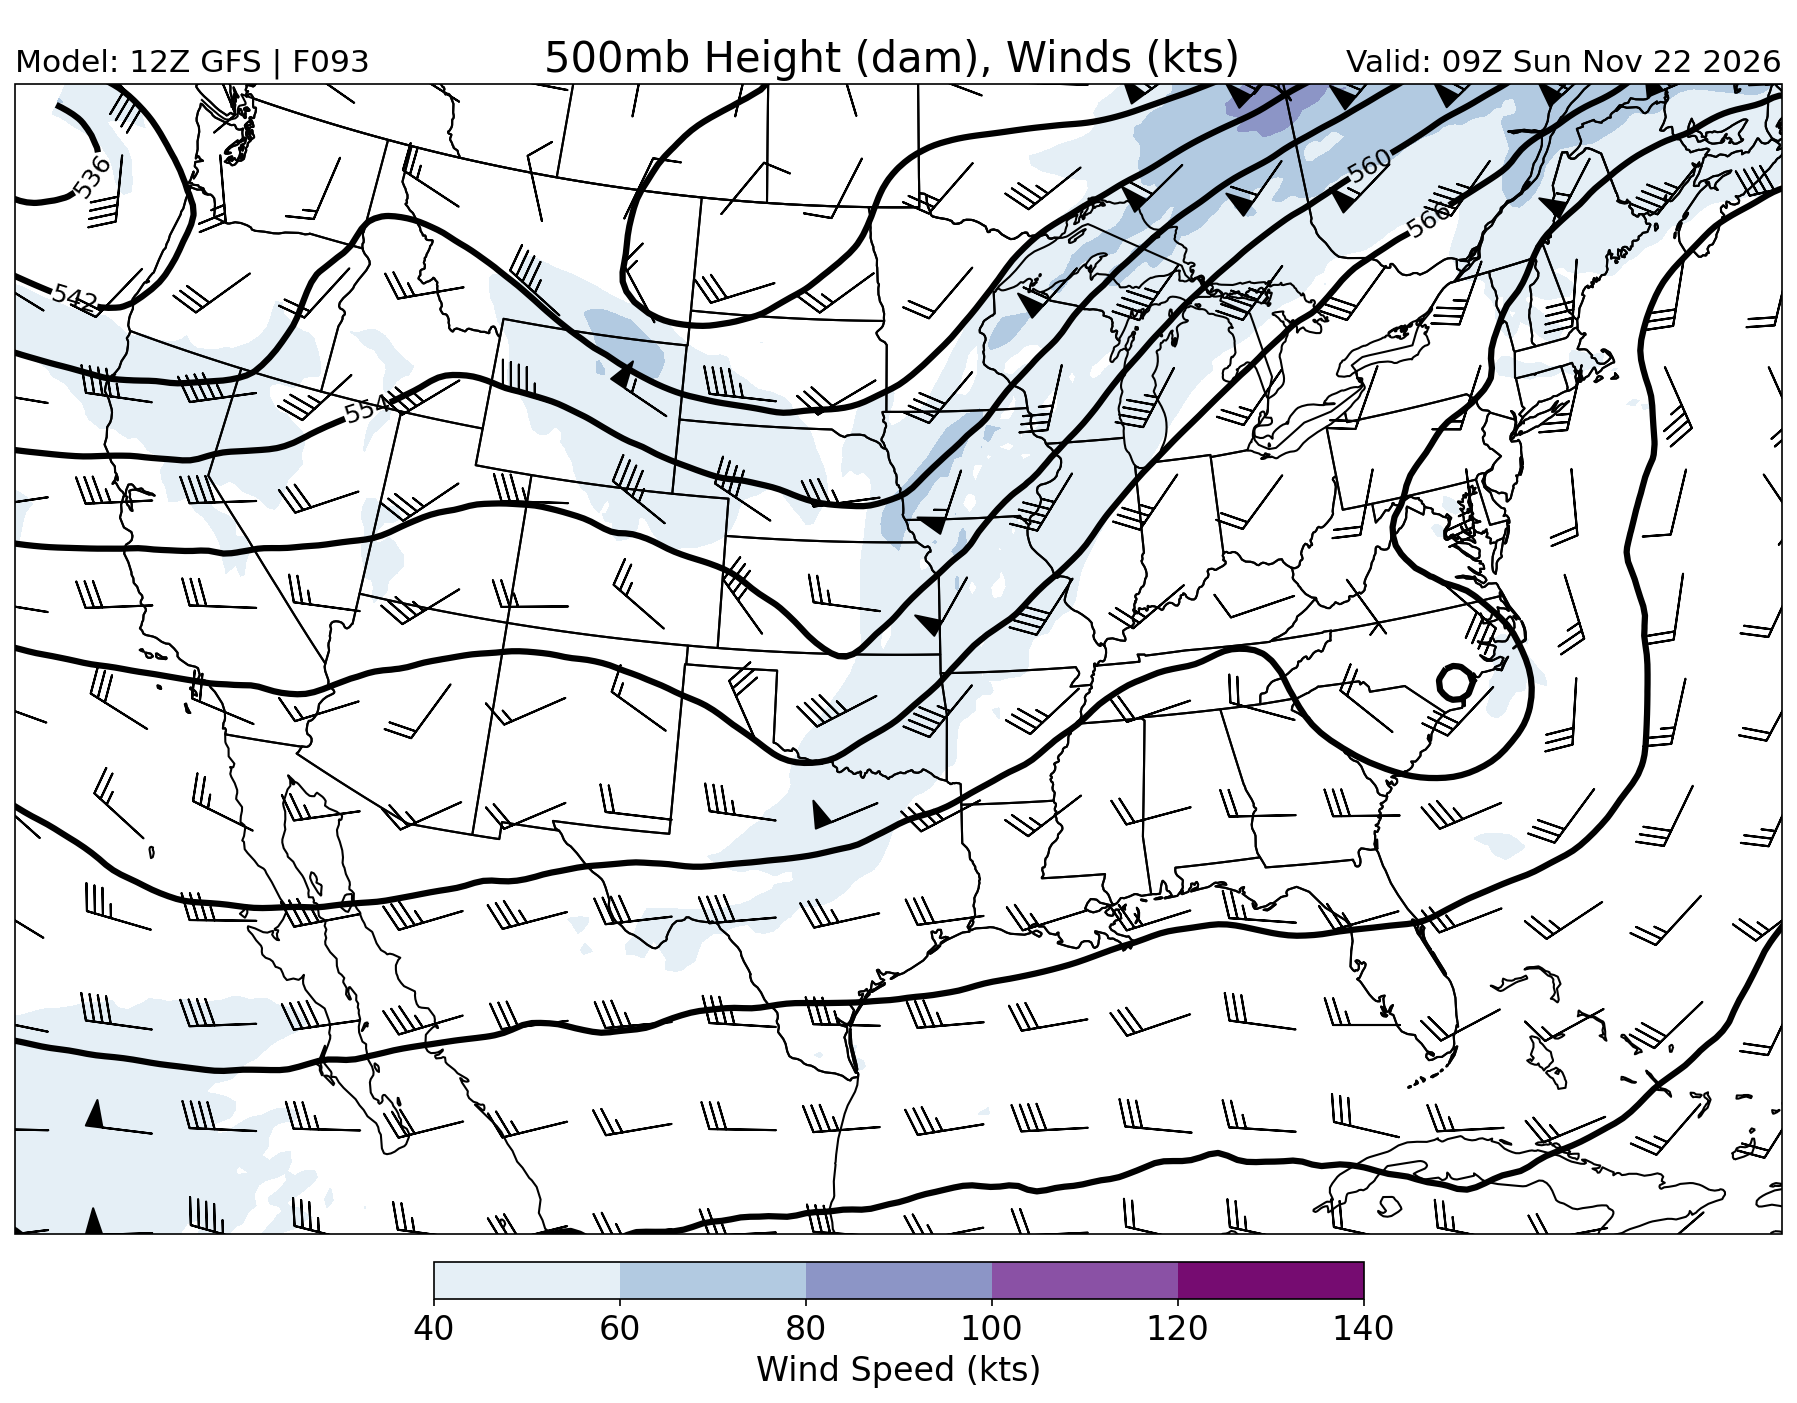 Model: 12Z GFS | F093
500mb Height (dam), Winds (kts)
Valid: 09Z Sun Nov 22 2026
536
560
566
542
554
40 60 80 100 120 140
Wind Speed (kts)